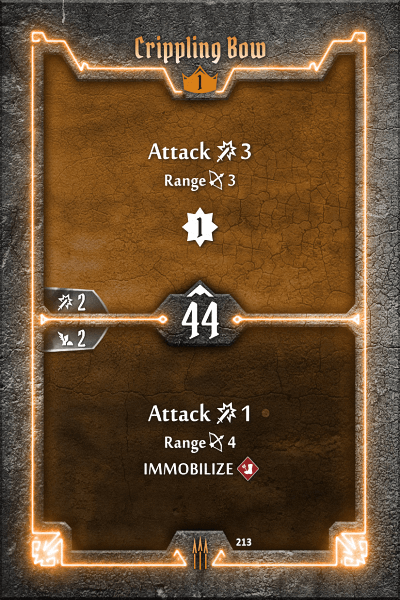 Crippling Bow
1
Attack 3
Range 3
1
2
44
2
Attack 1
Range 4
IMMOBILIZE
213